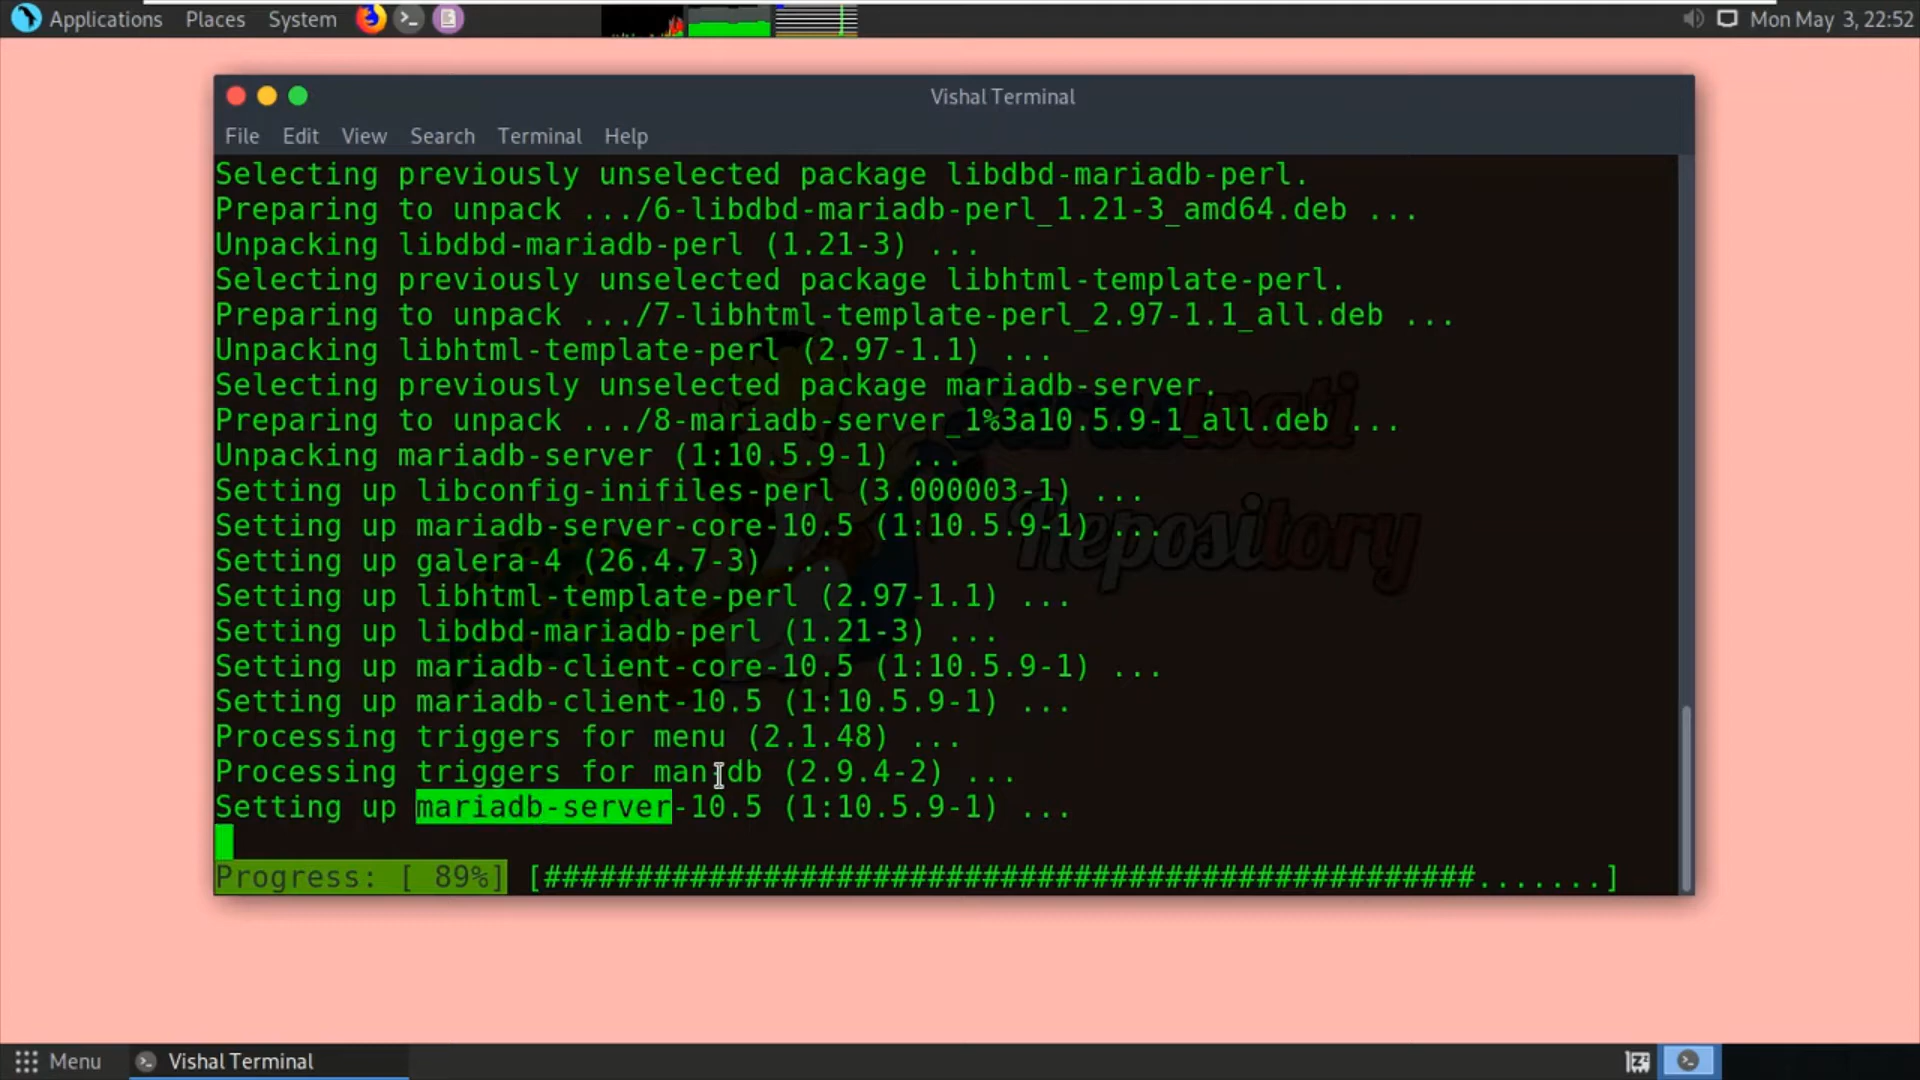 Applications Places System
Mon May 3, 22:52
Vishal Terminal
File Edit View Search Terminal Help
Selecting previously unselected package libdbd-mariadb-perl.
Preparing to unpack .../6-libdbd-mariadb-perl_1.21-3_amd64.deb ...
Unpacking libdbd-mariadb-perl (1.21-3) ...
Selecting previously unselected package libhtml-template-perl.
Preparing to unpack .../7-libhtml-template-perl_2.97-1.1_all.deb ...
Unpacking libhtml-template-perl (2.97-1.1) ...
Selecting previously unselected package mariadb-server.
Preparing to unpack .../8-mariadb-server_1%3a10.5.9-1_all.deb ...
Unpacking mariadb-server (1:10.5.9-1) ...
Setting up libconfig-inifiles-perl (3.000003-1) ...
Setting up mariadb-server-core-10.5 (1:10.5.9-1) ...
Setting up galera-4 (26.4.7-3) ...
Setting up libhtml-template-perl (2.97-1.1) ...
Setting up libdbd-mariadb-perl (1.21-3) ...
Setting up mariadb-client-core-10.5 (1:10.5.9-1) ...
Setting up mariadb-client-10.5 (1:10.5.9-1) ...
Processing triggers for menu (2.1.48) ...
Processing triggers for man-db (2.9.4-2) ...
Setting up mariadb-server-10.5 (1:10.5.9-1) ...
Progress: [ 89%] [###################################################.......]
Saraswati
Repository
Menu Vishal Terminal